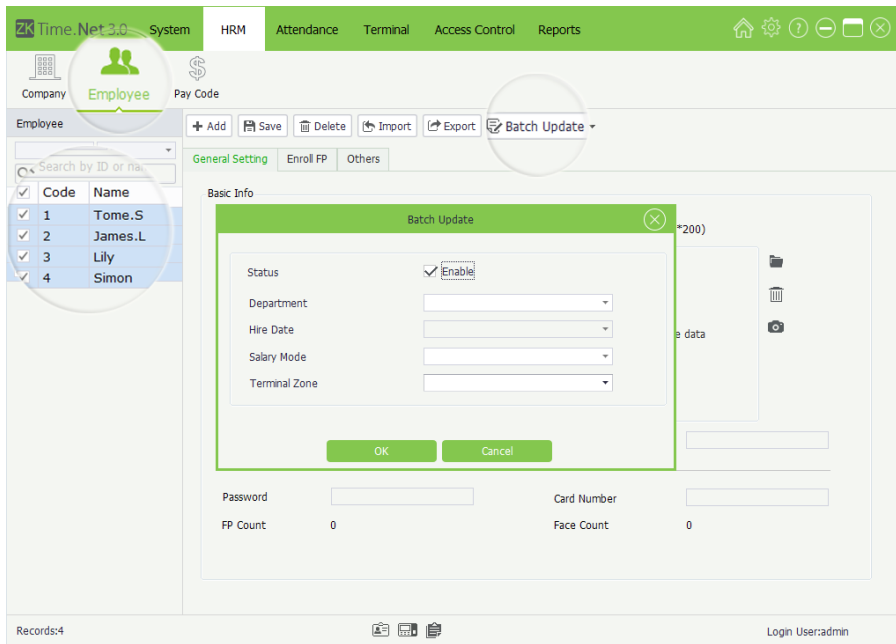 ZK Time.Net 3.0 System HRM Attendance Terminal Access Control Reports
Company Employee Pay Code
Employee
Add Save Delete Import Export Batch Update
Search by ID or na
General Setting Enroll FP Others
Code Name
1 Tome.S
2 James.L
3 Lily
4 Simon
Basic Info
*200)
e data
Batch Update
Status Enable
Department
Hire Date
Salary Mode
Terminal Zone
OK Cancel
Password Card Number
FP Count 0 Face Count 0
Records:4 Login User:admin